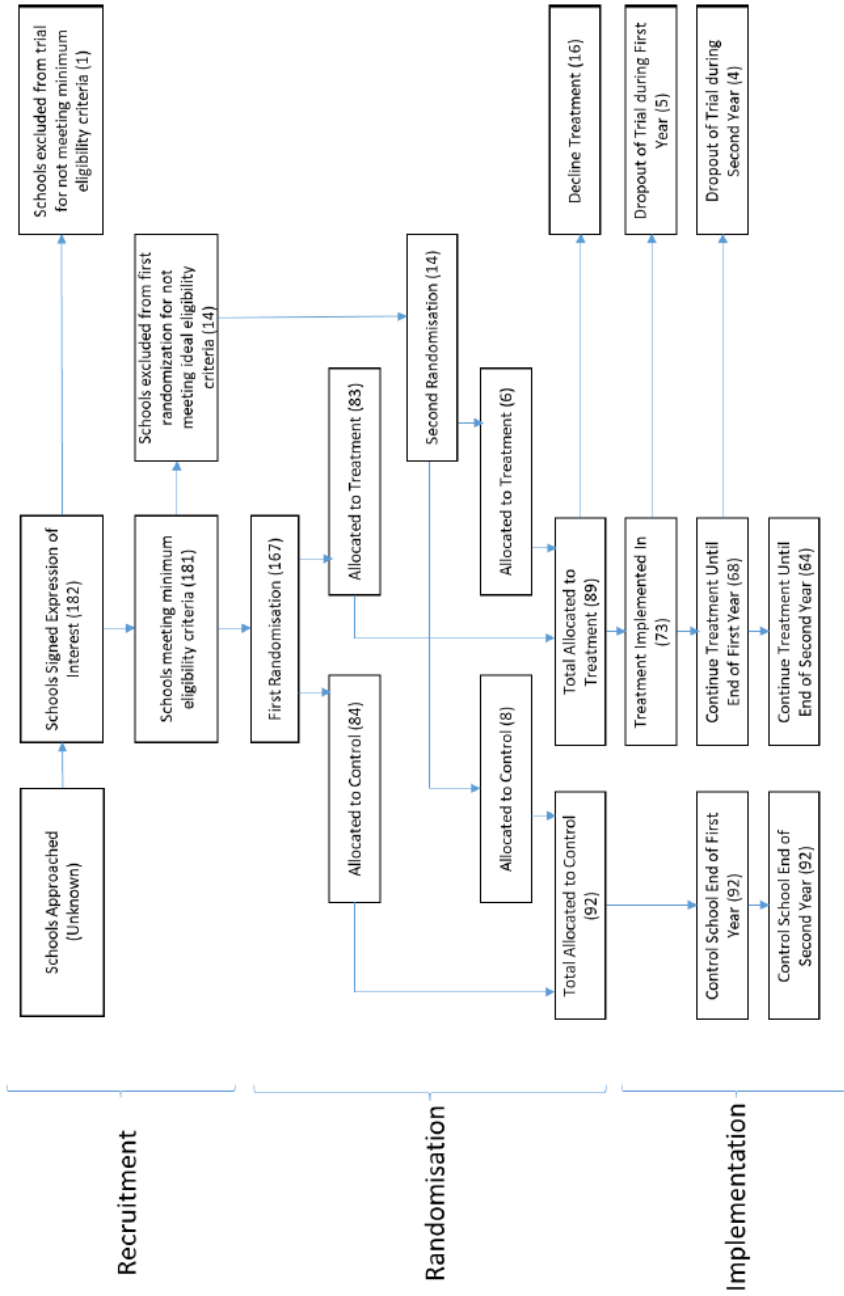 Recruitment
Schools Approached
(Unknown)
Schools Signed Expression of
Interest (182)
Schools excluded from trial
for not meeting minimum
eligibility criteria (1)
Schools meeting minimum
eligibility criteria (181)
Schools excluded from first
randomization for not
meeting ideal eligibility
criteria (14)
Randomisation
First Randomisation (167)
Allocated to Control (84)
Allocated to Treatment (83)
Second Randomisation (14)
Allocated to Control (8)
Allocated to Treatment (6)
Total Allocated to Control
(92)
Total Allocated to
Treatment (89)
Decline Treatment (16)
Implementation
Treatment Implemented In
(73)
Dropout of Trial during First
Year (5)
Control School End of First
Year (92)
Continue Treatment Until
End of First Year (68)
Dropout of Trial during
Second Year (4)
Control School End of
Second Year (92)
Continue Treatment Until
End of Second Year (64)